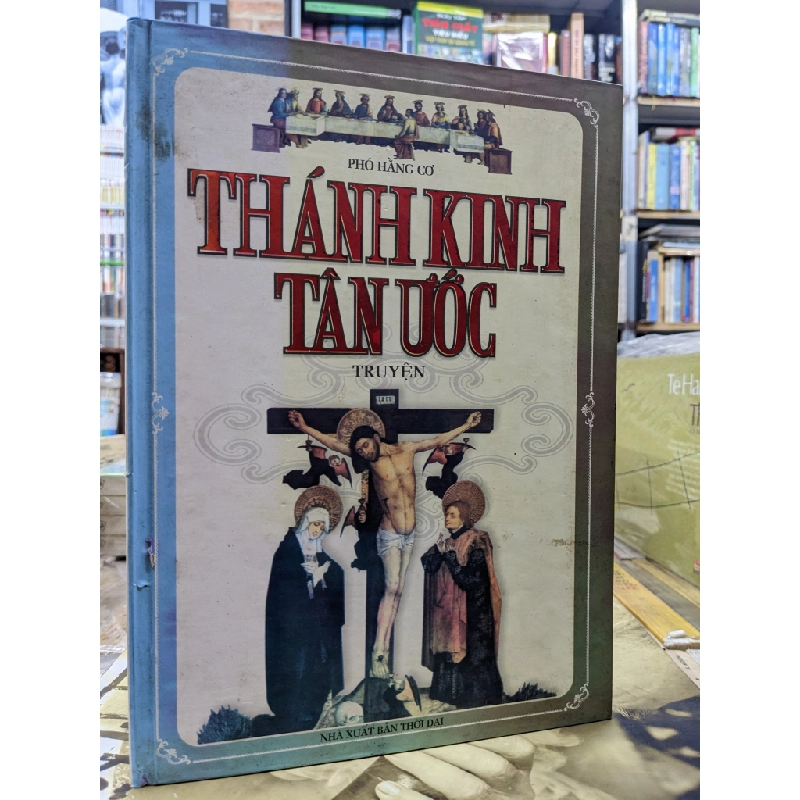 PHÓ HẰNG CƠ
THÁNH KINH
TÂN ƯỚC
TRUYỆN
NHÀ XUẤT BẢN THỜI ĐẠI